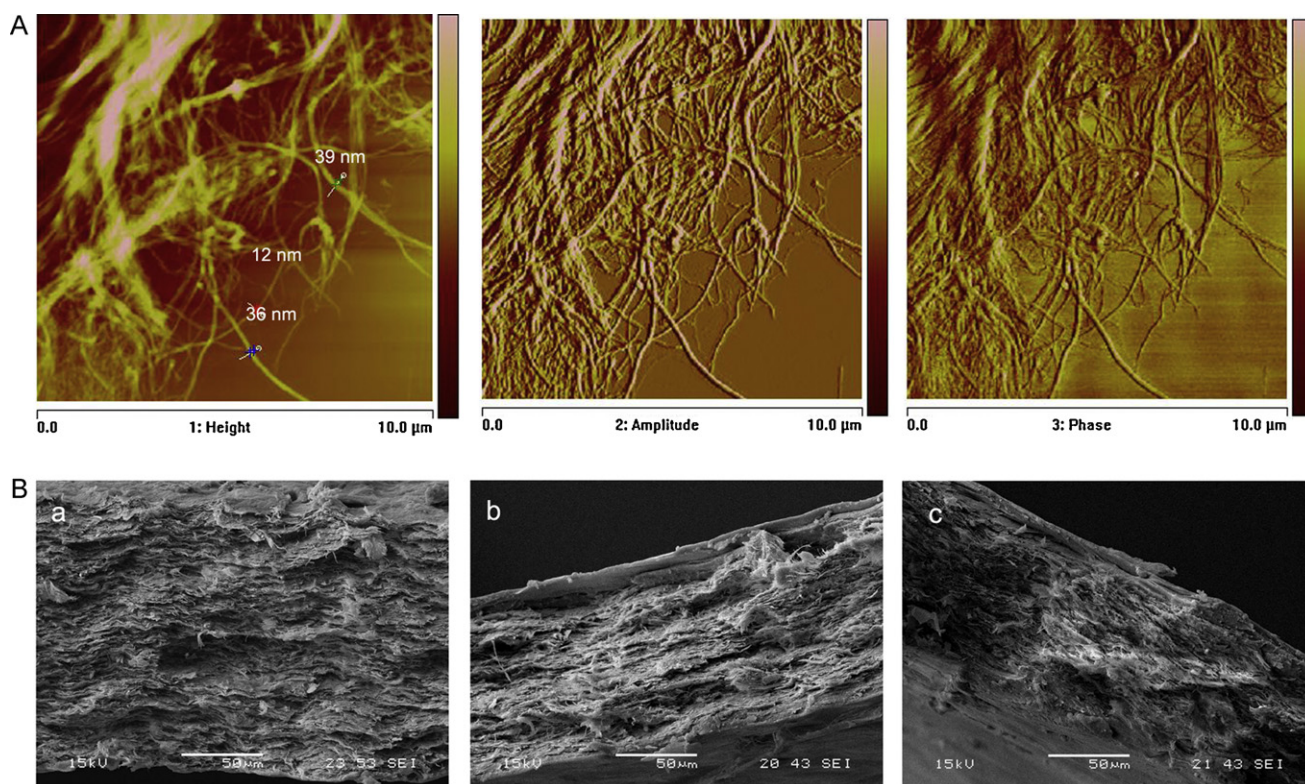 A
39 nm
12 nm
36 nm
0.0 1: Height 10.0 µm
0.0 2: Amplitude 10.0 µm
0.0 3: Phase 10.0 µm
B
a
b
c
15kV 50µm 23 53 SEI
15kV 50µm 20 43 SEI
15kV 50µm 21 43 SEI